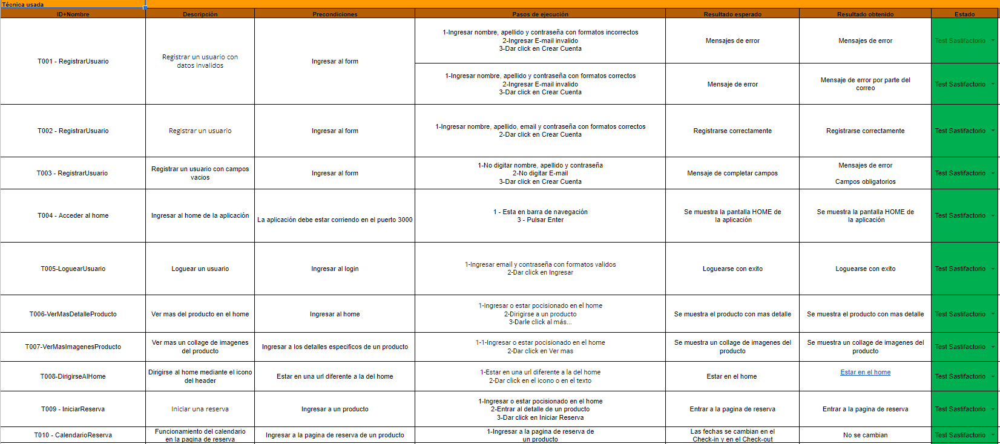 Técnica usada
ID+Nombre
Descripción
Precondiciones
Pasos de ejecución
Resultado esperado
Resultado obtenido
Estado
T001 - RegistrarUsuario
Registrar un usuario con
datos invalidos
Ingresar al form
1-Ingresar nombre, apellido y contraseña con formatos incorrectos
2-Ingresar E-mail invalido
3-Dar click en Crear Cuenta
Mensajes de error
Mensajes de error
Test Sastifactorio
1-Ingresar nombre, apellido y contraseña con formatos correctos
2-Ingresar E-mail invalido
3-Dar click en Crear Cuenta
Mensaje de error
Mensaje de error por parte del
correo
Test Sastifactorio
T002 - RegistrarUsuario
Registrar un usuario
Ingresar al form
1-Ingresar nombre, apellido, email y contraseña con formatos correctos
2-Dar click en Crear Cuenta
Registrarse correctamente
Registrarse correctamente
Test Sastifactorio
T003 - RegistrarUsuario
Registrar un usuario con campos
vacios
Ingresar al form
1-No digitar nombre, apellido y contraseña
2-No digitar E-mail
3-Dar click en Crear Cuenta
Mensaje de completar campos
Mensajes de error
Campos obligatorios
Test Sastifactorio
T004 - Acceder al home
Ingresar al home de la aplicación
La aplicación debe estar corriendo en el puerto 3000
1 - Esta en barra de navegación
3 - Pulsar Enter
Se muestra la pantalla HOME de
la aplicación
Se muestra la pantalla HOME de
la aplicación
Test Sastifactorio
T005-LoguearUsuario
Loguear un usuario
Ingresar al login
1-Ingresar email y contraseña con formatos validos
2-Dar click en Ingresar
Loguearse con exito
Loguearse con exito
Test Sastifactorio
T006-VerMasDetalleProducto
Ver mas del producto en el home
Ingresar al home
1-Ingresar o estar pocisionado en el home
2-Dirigirse a un producto
3-Darle click al más...
Se muestra el producto con mas detalle
Se muestra el producto con mas detalle
Test Sastifactorio
T007-VerMasImagenesProducto
Ver mas un collage de imagenes
del producto
Ingresar a los detalles especificos de un producto
1-1-Ingresar o estar pocisionado en el home
2-Dar click en Ver mas
Se muestra un collage de imagenes del
producto
Se muestra un collage de imagenes del
producto
Test Sastifactorio
T008-DirigirseAlHome
Dirigirse al home mediante el icono
del header
Estar en una url diferente a la del home
1-Estar en una url diferente a la del home
2-Dar click en el icono o en el texto
Estar en el home
Estar en el home
Test Sastifactorio
T009 - IniciarReserva
Iniciar una reserva
Ingresar a un producto
1-Ingresar o estar pocisionado en el home
2-Entrar al detalle de un producto
3-Dar click en Iniciar Reserva
Entrar a la pagina de reserva
Entrar a la pagina de reserva
Test Sastifactorio
T010 - CalendarioReserva
Funcionamiento del calendario
en la pagina de reserva
Ingresar a la pagina de reserva de un producto
1-Ingresar a la pagina de reserva de
un producto
Las fechas se cambian en el
Check-in y en el Check-out
No se cambian
Test Sastifactorio